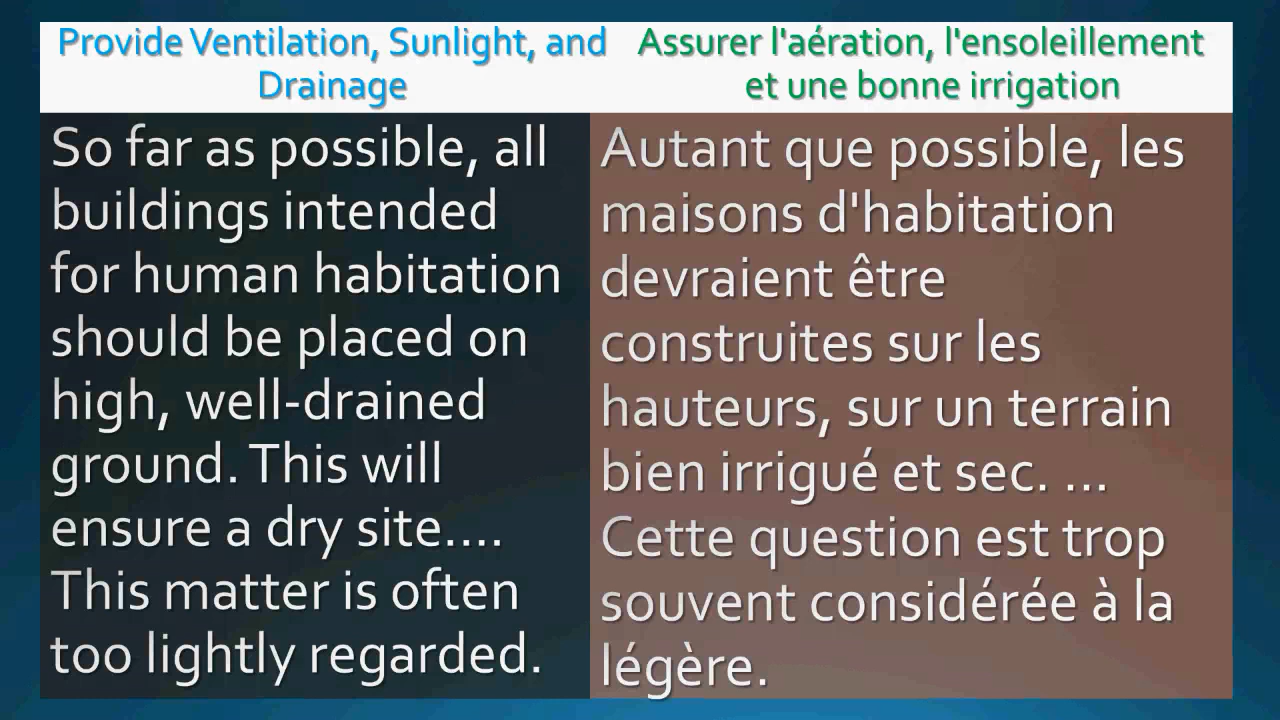 Provide Ventilation, Sunlight, and
Drainage
Assurer l'aération, l'ensoleillement
et une bonne irrigation
So far as possible, all
buildings intended
for human habitation
should be placed on
high, well-drained
ground. This will
ensure a dry site....
This matter is often
too lightly regarded.
Autant que possible, les
maisons d'habitation
devraient être
construites sur les
hauteurs, sur un terrain
bien irrigué et sec. ...
Cette question est trop
souvent considérée à la
légère.